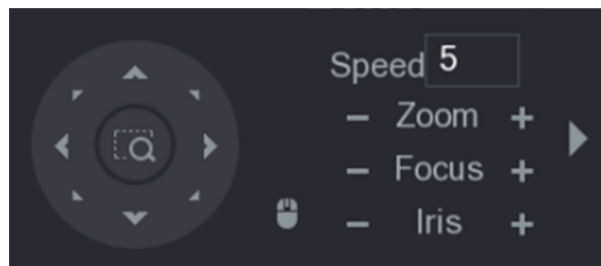 Speed 5
− Zoom +
− Focus +
− Iris +